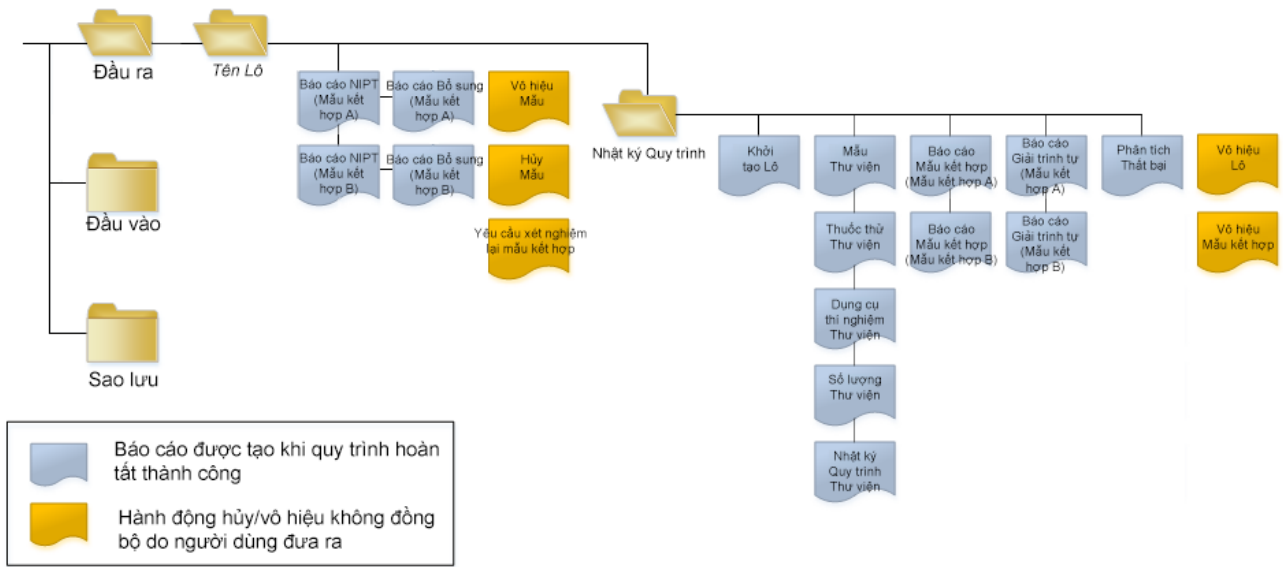 Đầu ra
Tên Lô
Báo cáo NIPT
(Mẫu kết
hợp A)
Báo cáo Bổ sung
(Mẫu kết
hợp A)
Vô hiệu
Mẫu
Báo cáo NIPT
(Mẫu kết
hợp B)
Báo cáo Bổ sung
(Mẫu kết
hợp B)
Hủy
Mẫu
Yêu cầu xét nghiệm
lại mẫu kết hợp
Nhật ký Quy trình
Khởi
tạo Lô
Mẫu
Thư viện
Báo cáo
Mẫu kết hợp
(Mẫu kết hợp A)
Báo cáo
Giải trình tự
(Mẫu kết
hợp A)
Phân tích
Thất bại
Vô hiệu
Lô
Thuốc thử
Thư viện
Báo cáo
Mẫu kết hợp
(Mẫu kết hợp B)
Báo cáo
Giải trình tự
(Mẫu kết
hợp B)
Vô hiệu
Mẫu kết hợp
Dụng cụ
thí nghiệm
Thư viện
Số lượng
Thư viện
Nhật ký
Quy trình
Thư viện
Đầu vào
Sao lưu
Báo cáo được tạo khi quy trình hoàn
tất thành công
Hành động hủy/vô hiệu không đồng
bộ do người dùng đưa ra